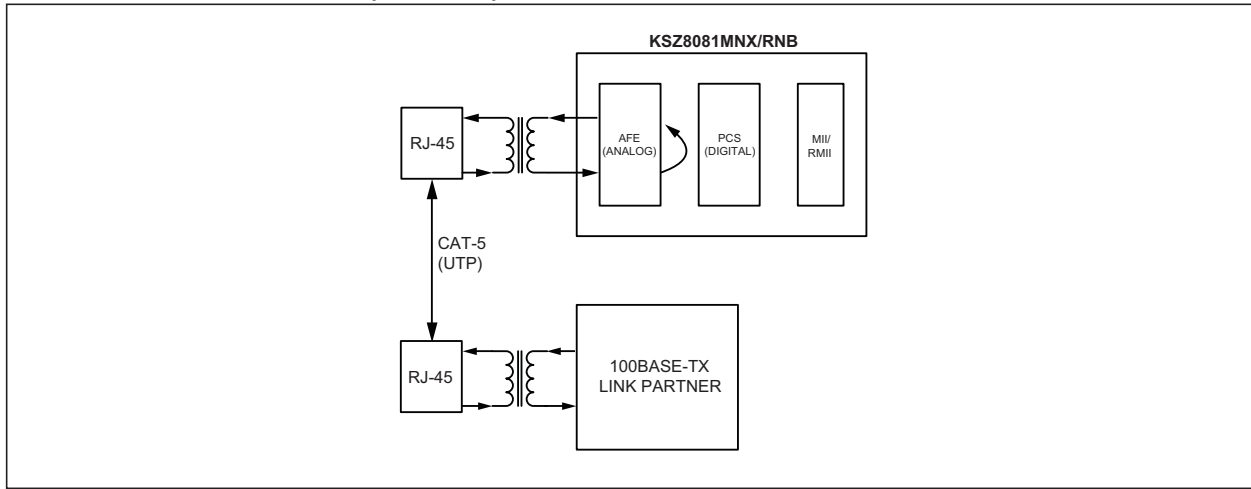 KSZ8081MNX/RNB
RJ-45
AFE
(ANALOG)
PCS
(DIGITAL)
MII/
RMII
CAT-5
(UTP)
RJ-45
100BASE-TX
LINK PARTNER